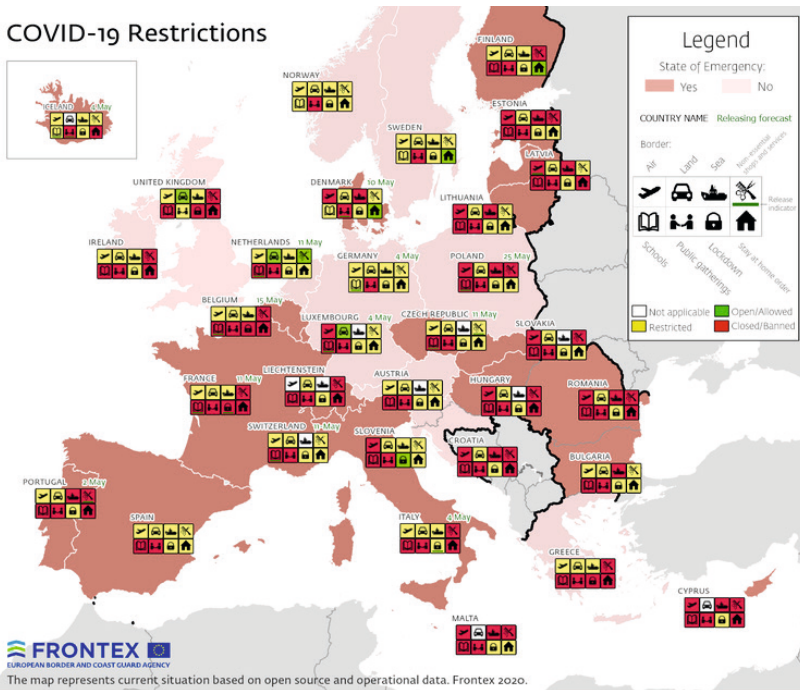 COVID-19 Restrictions
FINLAND
Legend
State of Emergency:
Yes
No
COUNTRY NAME
Releasing forecast
Border:
Air
Land
Sea
Non-essential shops and services
Release indicator
Schools
Public gatherings
Lockdown
Stay at home order
Not applicable
Open/Allowed
Restricted
Closed/Banned
ICELAND 4 May
NORWAY
SWEDEN
ESTONIA
LATVIA
UNITED KINGDOM
DENMARK 10 May
LITHUANIA
IRELAND
NETHERLANDS 11 May
GERMANY 4 May
POLAND 25 May
BELGIUM 15 May
LUXEMBOURG 4 May
CZECH REPUBLIC 11 May
SLOVAKIA
FRANCE 11 May
LIECHTENSTEIN
AUSTRIA
HUNGARY
ROMANIA
SWITZERLAND 11 May
SLOVENIA
CROATIA
BULGARIA
PORTUGAL 2 May
SPAIN
ITALY 4 May
GREECE
CYPRUS
MALTA
FRONTEX
EUROPEAN BORDER AND COAST GUARD AGENCY
The map represents current situation based on open source and operational data. Frontex 2020.